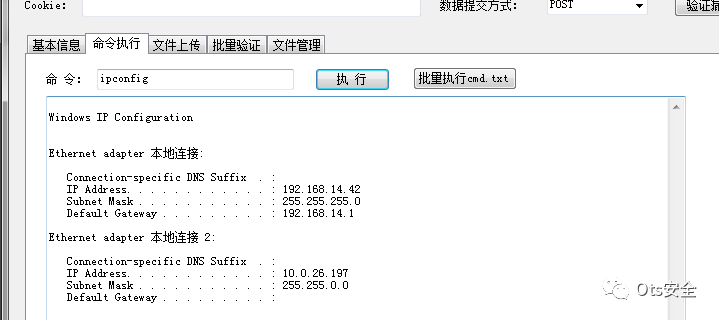 Cookie: 数据提交方式: POST
基本信息 命令执行 文件上传 批量验证 文件管理
命 令: ipconfig 执 行 批量执行cmd.txt
Windows IP Configuration
Ethernet adapter 本地连接:
Connection-specific DNS Suffix . :
IP Address. . . . . . . . . . . . : 192.168.14.42
Subnet Mask . . . . . . . . . . . : 255.255.255.0
Default Gateway . . . . . . . . . : 192.168.14.1
Ethernet adapter 本地连接 2:
Connection-specific DNS Suffix . :
IP Address. . . . . . . . . . . . : 10.0.26.197
Subnet Mask . . . . . . . . . . . : 255.255.0.0
Default Gateway . . . . . . . . . :
Ots安全